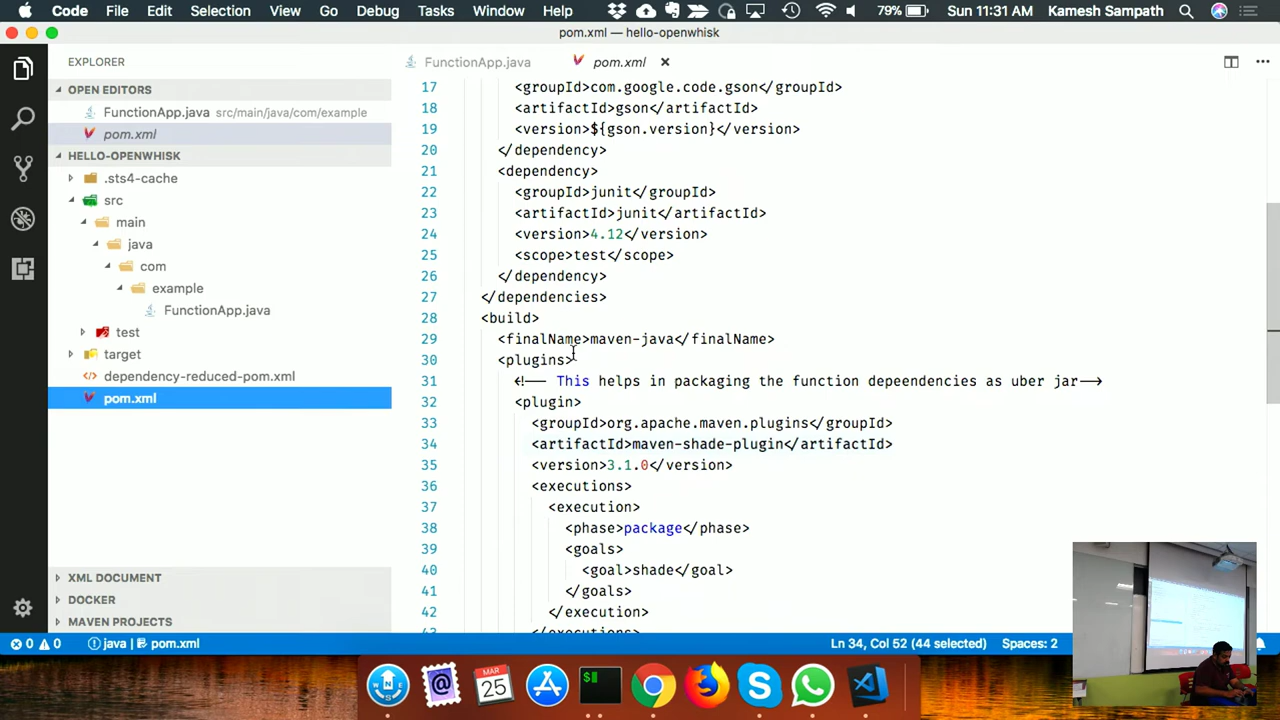 Code File Edit Selection View Go Debug Tasks Window Help 79% Sun 11:31 AM Kamesh Sampath
pom.xml — hello-openwhisk
EXPLORER
OPEN EDITORS
FunctionApp.java src/main/java/com/example
pom.xml
HELLO-OPENWHISK
.sts4-cache
src
main
java
com
example
FunctionApp.java
test
target
dependency-reduced-pom.xml
pom.xml
XML DOCUMENT
DOCKER
MAVEN PROJECTS
FunctionApp.java pom.xml
17 <groupId>com.google.code.gson</groupId>
18 <artifactId>gson</artifactId>
19 <version>${gson.version}</version>
20 </dependency>
21 <dependency>
22 <groupId>junit</groupId>
23 <artifactId>junit</artifactId>
24 <version>4.12</version>
25 <scope>test</scope>
26 </dependency>
27 </dependencies>
28 <build>
29 <finalName>maven-java</finalName>
30 <plugins>
31 <!-- This helps in packaging the function depeendencies as uber jar-->
32 <plugin>
33 <groupId>org.apache.maven.plugins</groupId>
34 <artifactId>maven-shade-plugin</artifactId>
35 <version>3.1.0</version>
36 <executions>
37 <execution>
38 <phase>package</phase>
39 <goals>
40 <goal>shade</goal>
41 </goals>
42 </execution>
43 </executions>
0 0 java pom.xml Ln 34, Col 52 (44 selected) Spaces: 2
MAR
25